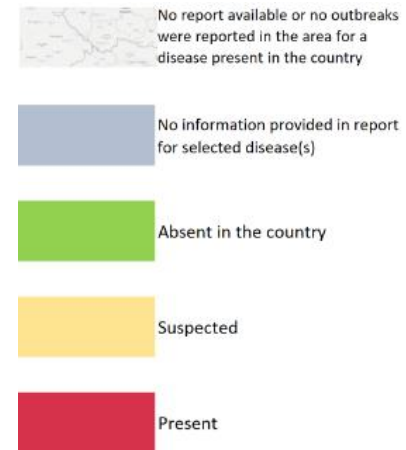 No report available or no outbreaks
were reported in the area for a
disease present in the country
No information provided in report
for selected disease(s)
Absent in the country
Suspected
Present